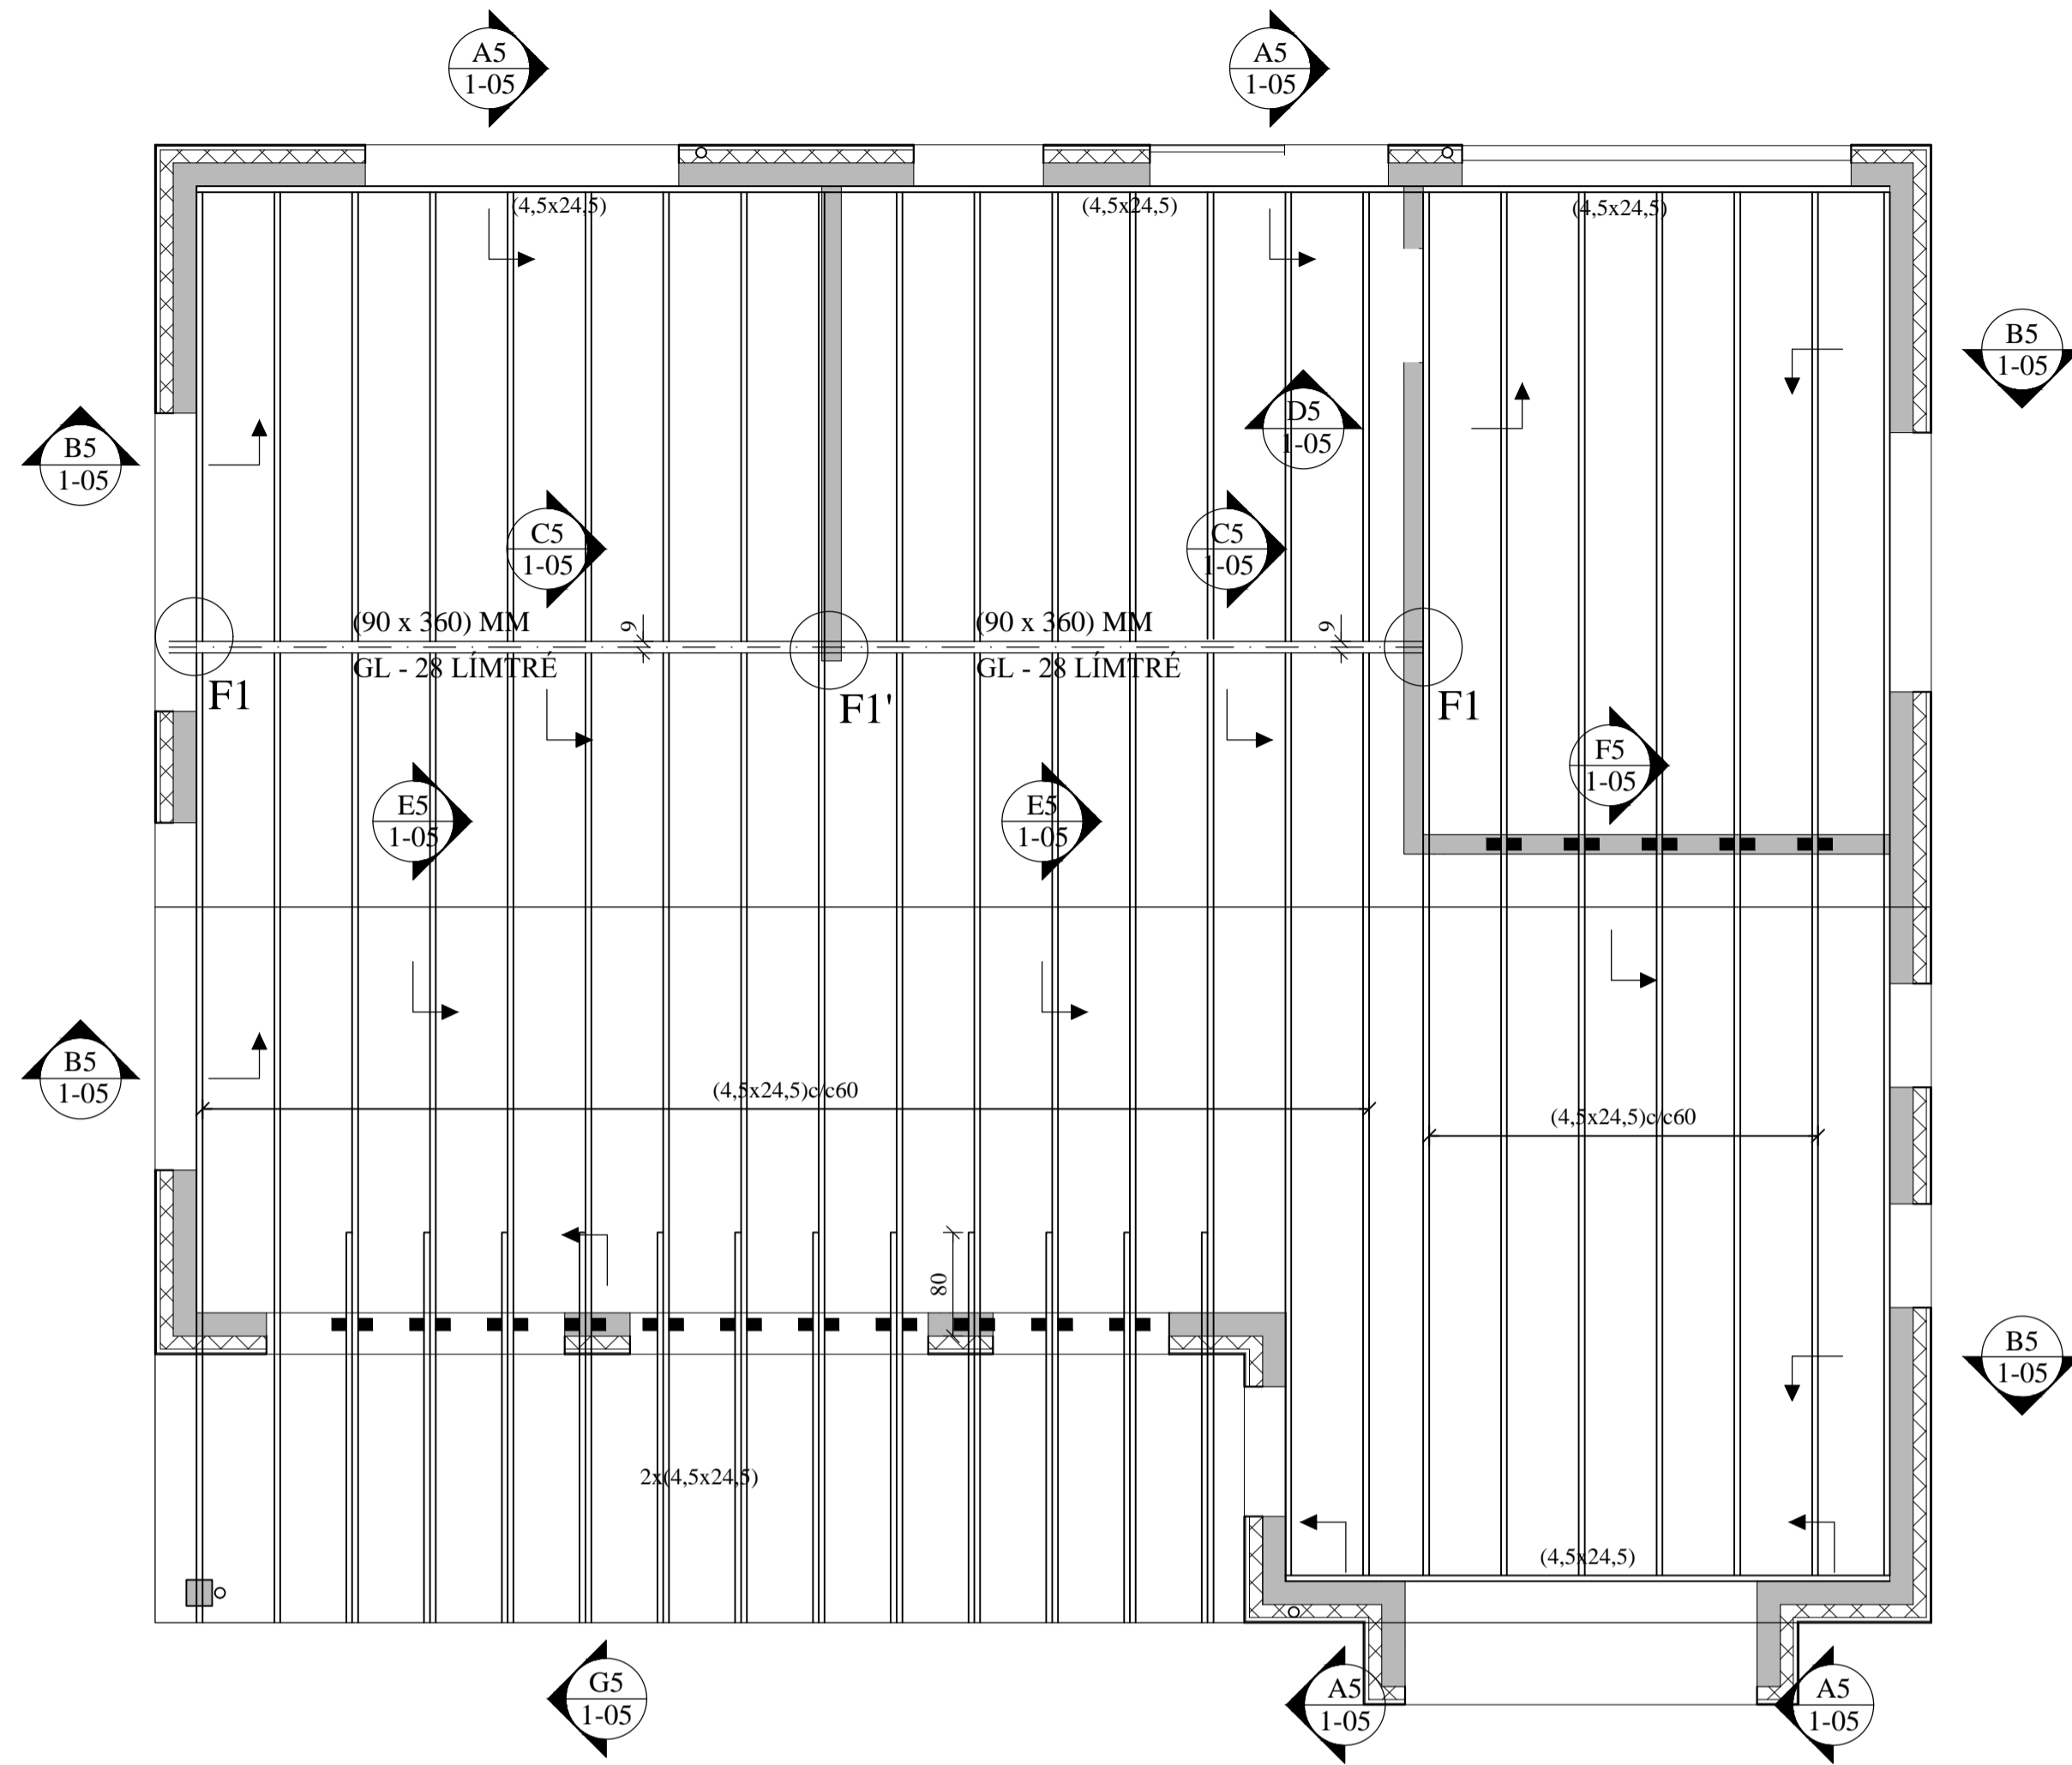 A5
1-05
A5
1-05
(4,5x24,5)
(4,5x24,5)
(4,5x24,5)
B5
1-05
D5
1-05
B5
1-05
C5
1-05
C5
1-05
(90 x 360) MM
9
(90 x 360) MM
9
GL - 28 LÍMTRÉ
GL - 28 LÍMTRÉ
F1
F1'
F1
F5
1-05
E5
1-05
E5
1-05
B5
1-05
(4,5x24,5)c/c60
(4,5x24,5)c/c60
80
B5
1-05
2x(4,5x24,5)
(4,5x24,5)
G5
1-05
A5
1-05
A5
1-05